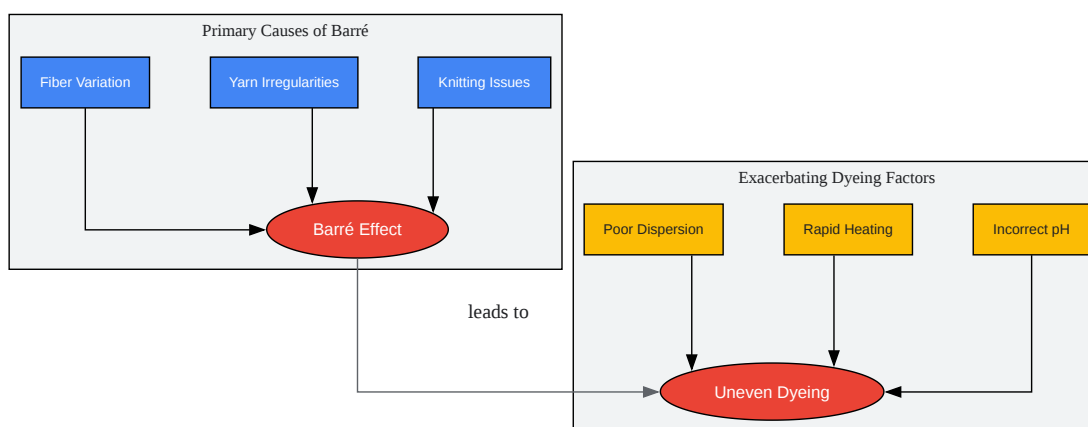 Primary Causes of Barré
Fiber Variation
Yarn Irregularities
Knitting Issues
Barré Effect
leads to
Exacerbating Dyeing Factors
Poor Dispersion
Rapid Heating
Incorrect pH
Uneven Dyeing